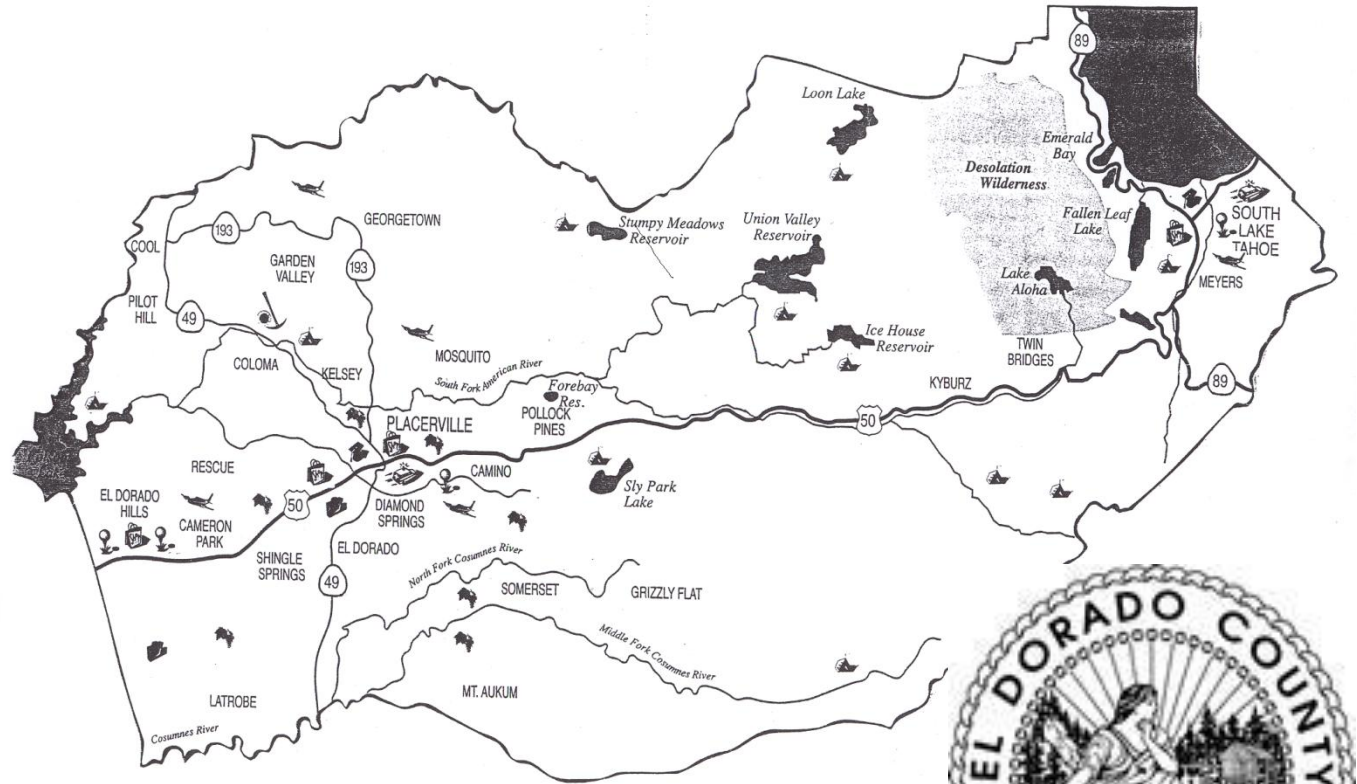 89
Loon Lake
Emerald
Bay
Desolation
Wilderness
GEORGETOWN
193
COOL
Stumpy Meadows
Reservoir
Union Valley
Reservoir
Fallen Leaf
Lake
SOUTH
LAKE
TAHOE
GARDEN
VALLEY
193
Lake
Aloha
MEYERS
PILOT
HILL
49
Ice House
Reservoir
TWIN
BRIDGES
MOSQUITO
COLOMA
KELSEY
South Fork American River
Forebay
Res.
KYBURZ
89
POLLOCK
PINES
50
PLACERVILLE
RESCUE
CAMINO
Sly Park
Lake
EL DORADO
HILLS
CAMERON
PARK
50
DIAMOND
SPRINGS
SHINGLE
SPRINGS
EL DORADO
49
North Fork Cosumnes River
SOMERSET
GRIZZLY FLAT
Middle Fork Cosumnes River
MT. AUKUM
LATROBE
Cosumnes River
EL DORADO COUNTY